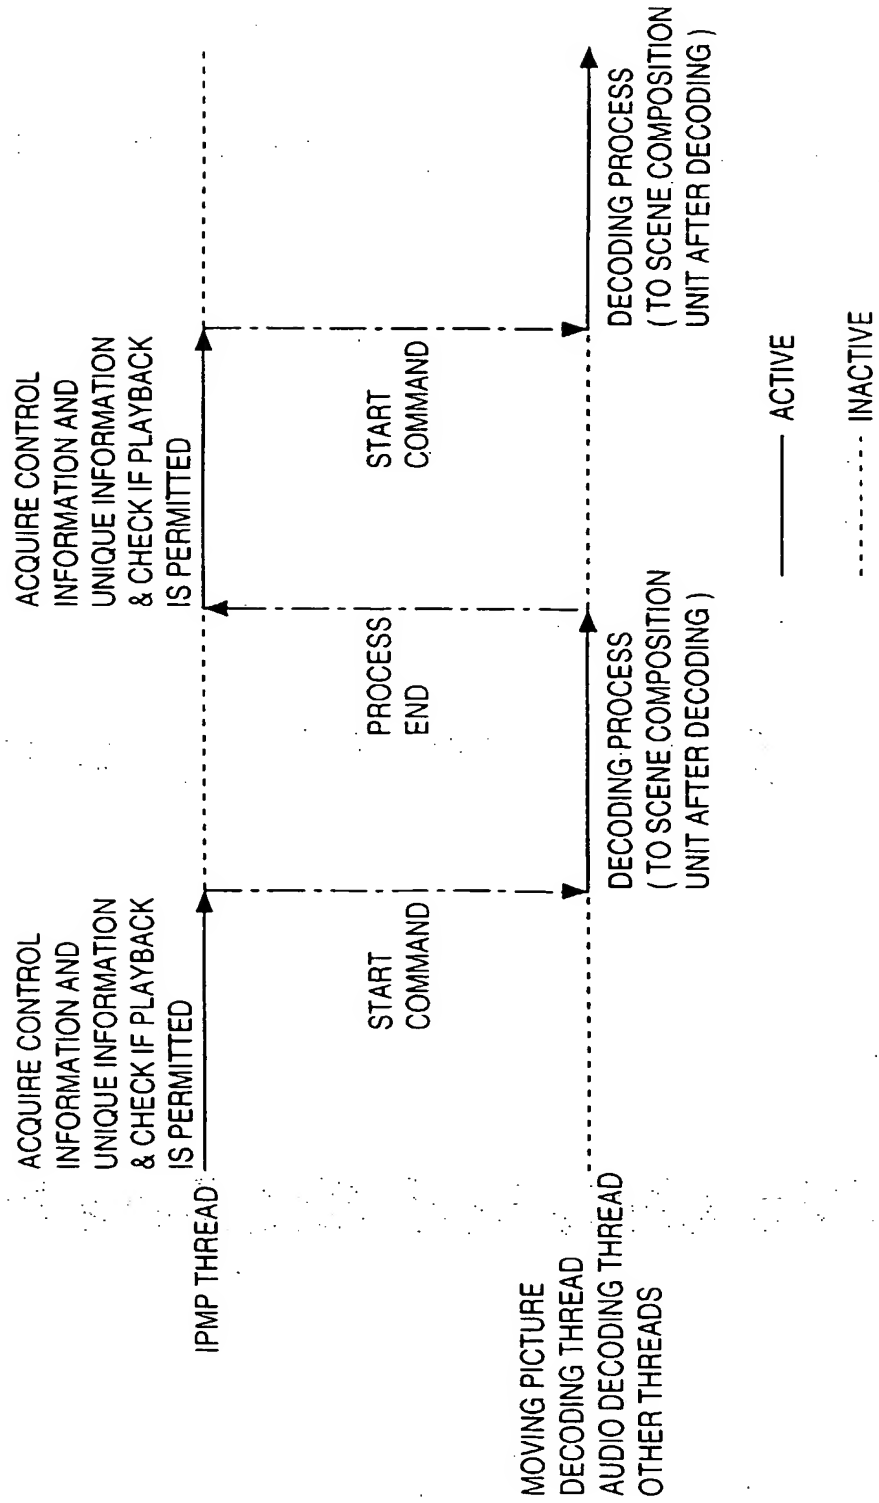 ACQUIRE CONTROL
INFORMATION AND
UNIQUE INFORMATION
& CHECK IF PLAYBACK
IS PERMITTED
ACQUIRE CONTROL
INFORMATION AND
UNIQUE INFORMATION
& CHECK IF PLAYBACK
IS PERMITTED
IPMP THREAD
START
COMMAND
PROCESS
END
START
COMMAND
MOVING PICTURE
DECODING THREAD
AUDIO DECODING THREAD
OTHER THREADS
DECODING PROCESS
( TO SCENE COMPOSITION
UNIT AFTER DECODING )
DECODING PROCESS
( TO SCENE COMPOSITION
UNIT AFTER DECODING )
ACTIVE
INACTIVE